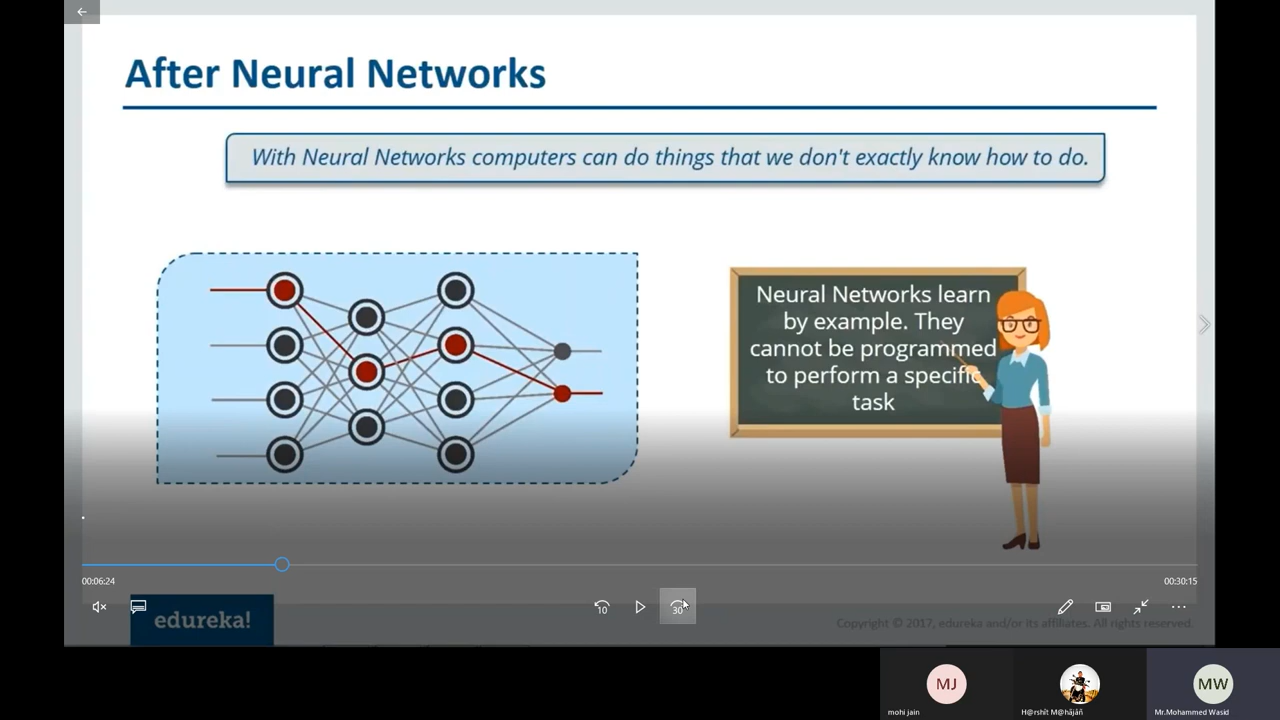 After Neural Networks
With Neural Networks computers can do things that we don't exactly know how to do.
Neural Networks learn
by example. They
cannot be programmed
to perform a specific
task
00:06:24
00:30:15
10
30
edureka!
Copyright © 2017, edureka and/or its affiliates. All rights reserved.
MJ
MW
mohi jain
H@rshit M@hãjáñ
Mr.Mohammed Wasid